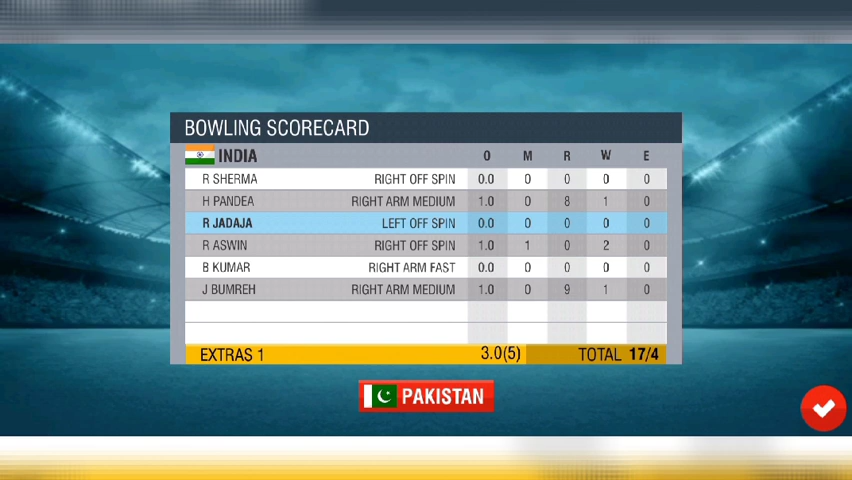 BOWLING SCORECARD
INDIA O M R W E
R SHERMA RIGHT OFF SPIN 0.0 0 0 0 0
H PANDEA RIGHT ARM MEDIUM 1.0 0 8 1 0
R JADAJA LEFT OFF SPIN 0.0 0 0 0 0
R ASWIN RIGHT OFF SPIN 1.0 1 0 2 0
B KUMAR RIGHT ARM FAST 0.0 0 0 0 0
J BUMREH RIGHT ARM MEDIUM 1.0 0 9 1 0
EXTRAS 1 3.0(5) TOTAL 17/4
PAKISTAN